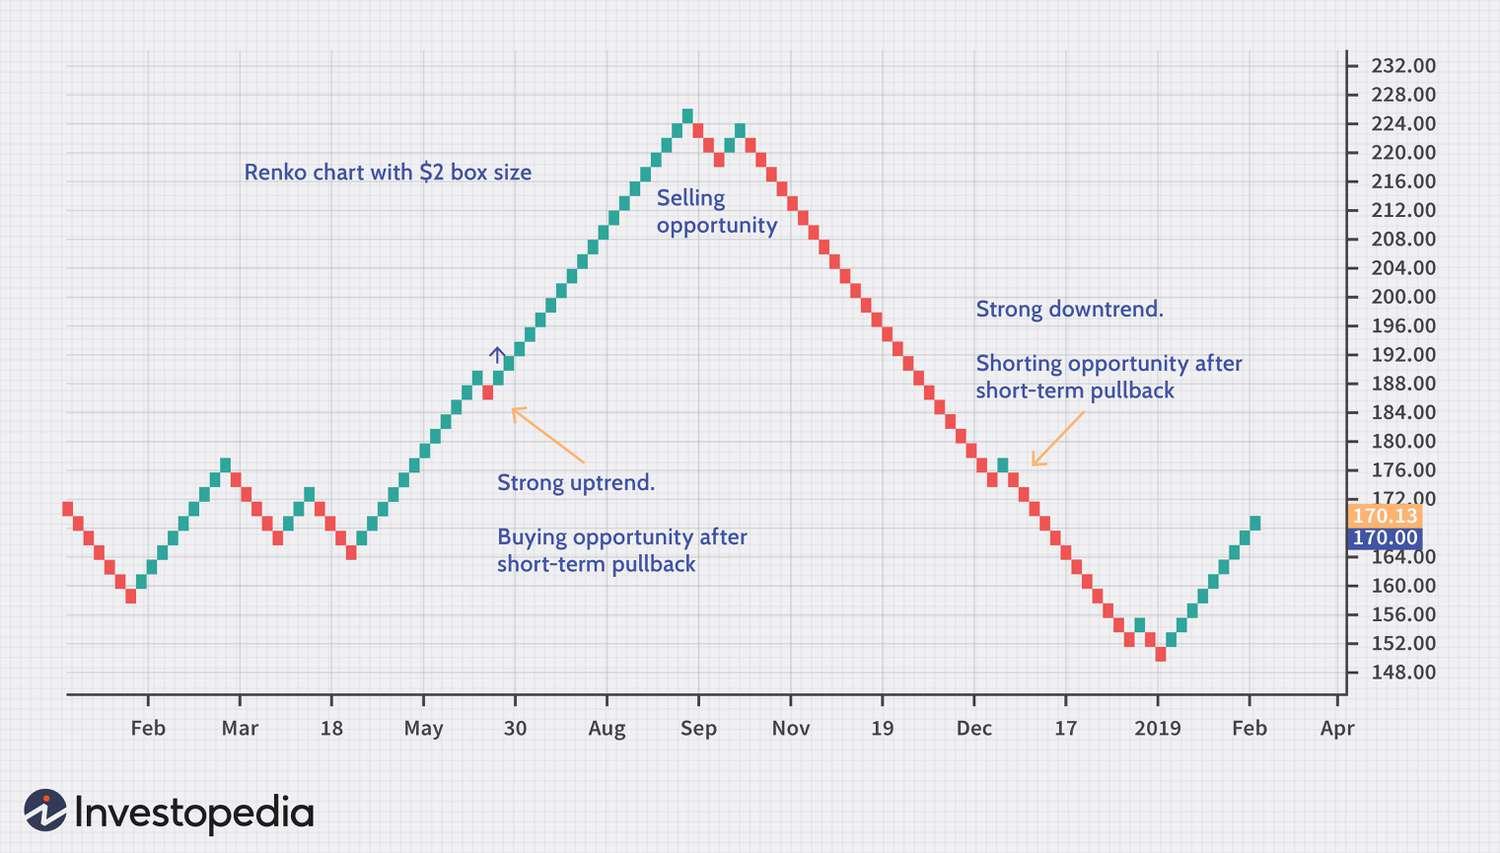 Renko chart with $2 box size
Selling
opportunity
Strong downtrend.
Shorting opportunity after
short-term pullback
Strong uptrend.
Buying opportunity after
short-term pullback
232.00
228.00
224.00
220.00
216.00
212.00
208.00
204.00
200.00
196.00
192.00
188.00
184.00
180.00
176.00
172.00
170.13
170.00
164.00
160.00
156.00
152.00
148.00
Feb Mar 18 May 30 Aug Sep Nov 19 Dec 17 2019 Feb Apr
Investopedia